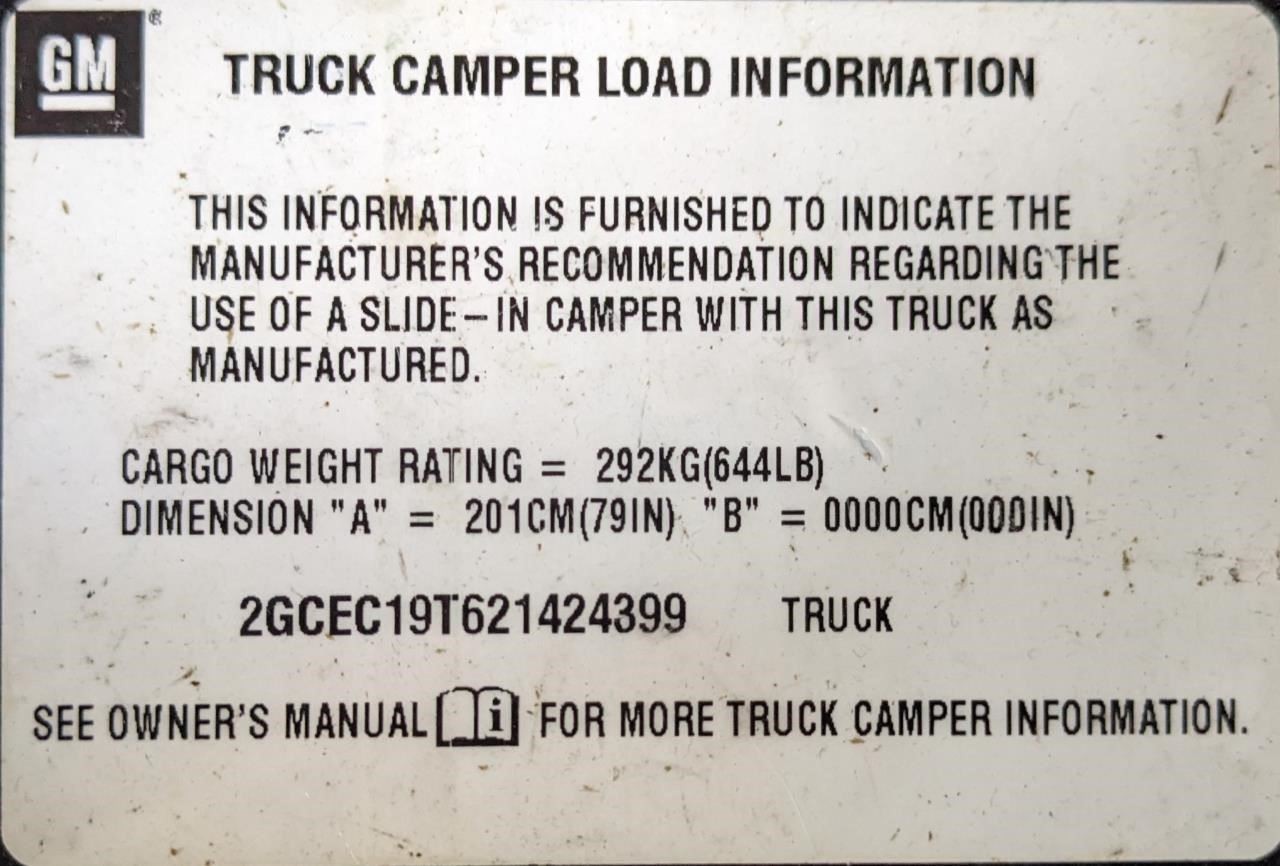 GM ®
TRUCK CAMPER LOAD INFORMATION
THIS INFORMATION IS FURNISHED TO INDICATE THE
MANUFACTURER'S RECOMMENDATION REGARDING THE
USE OF A SLIDE–IN CAMPER WITH THIS TRUCK AS
MANUFACTURED.
CARGO WEIGHT RATING = 292KG(644LB)
DIMENSION "A" = 201CM(79IN) "B" = 0000CM(000IN)
2GCEC19T621424399 TRUCK
SEE OWNER'S MANUAL i FOR MORE TRUCK CAMPER INFORMATION.